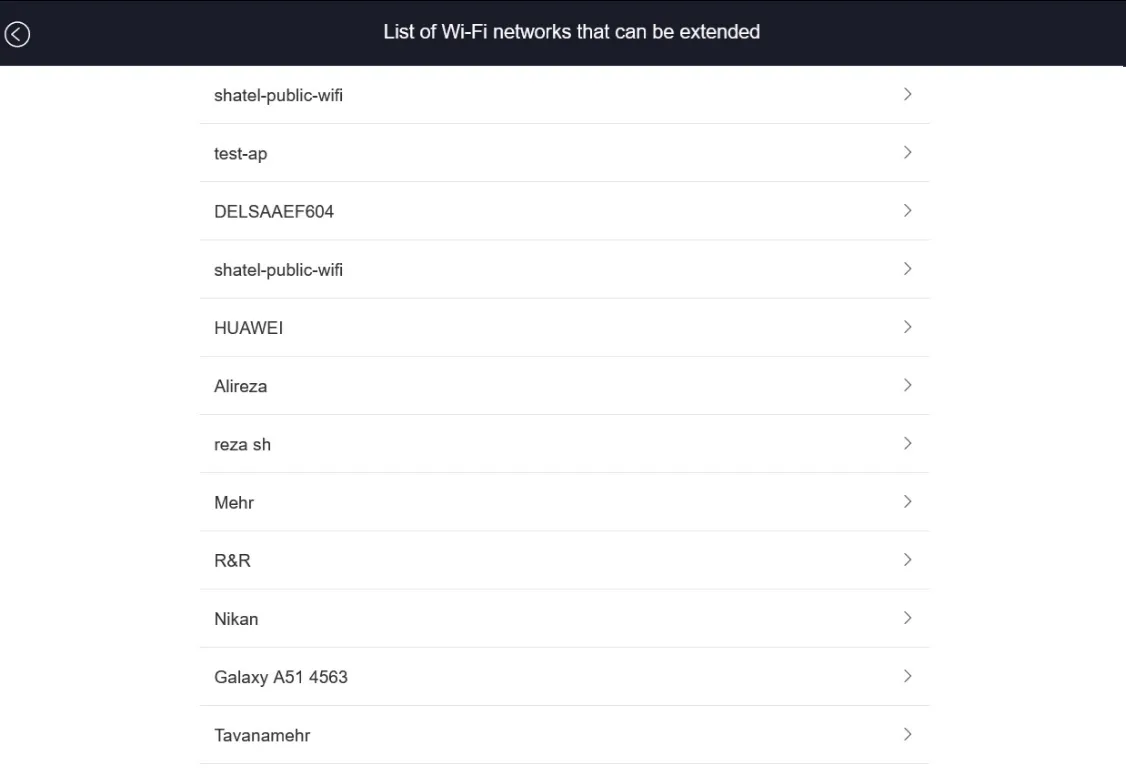 List of Wi-Fi networks that can be extended
shatel-public-wifi
test-ap
DELSAAEF604
shatel-public-wifi
HUAWEI
Alireza
reza sh
Mehr
R&R
Nikan
Galaxy A51 4563
Tavanamehr